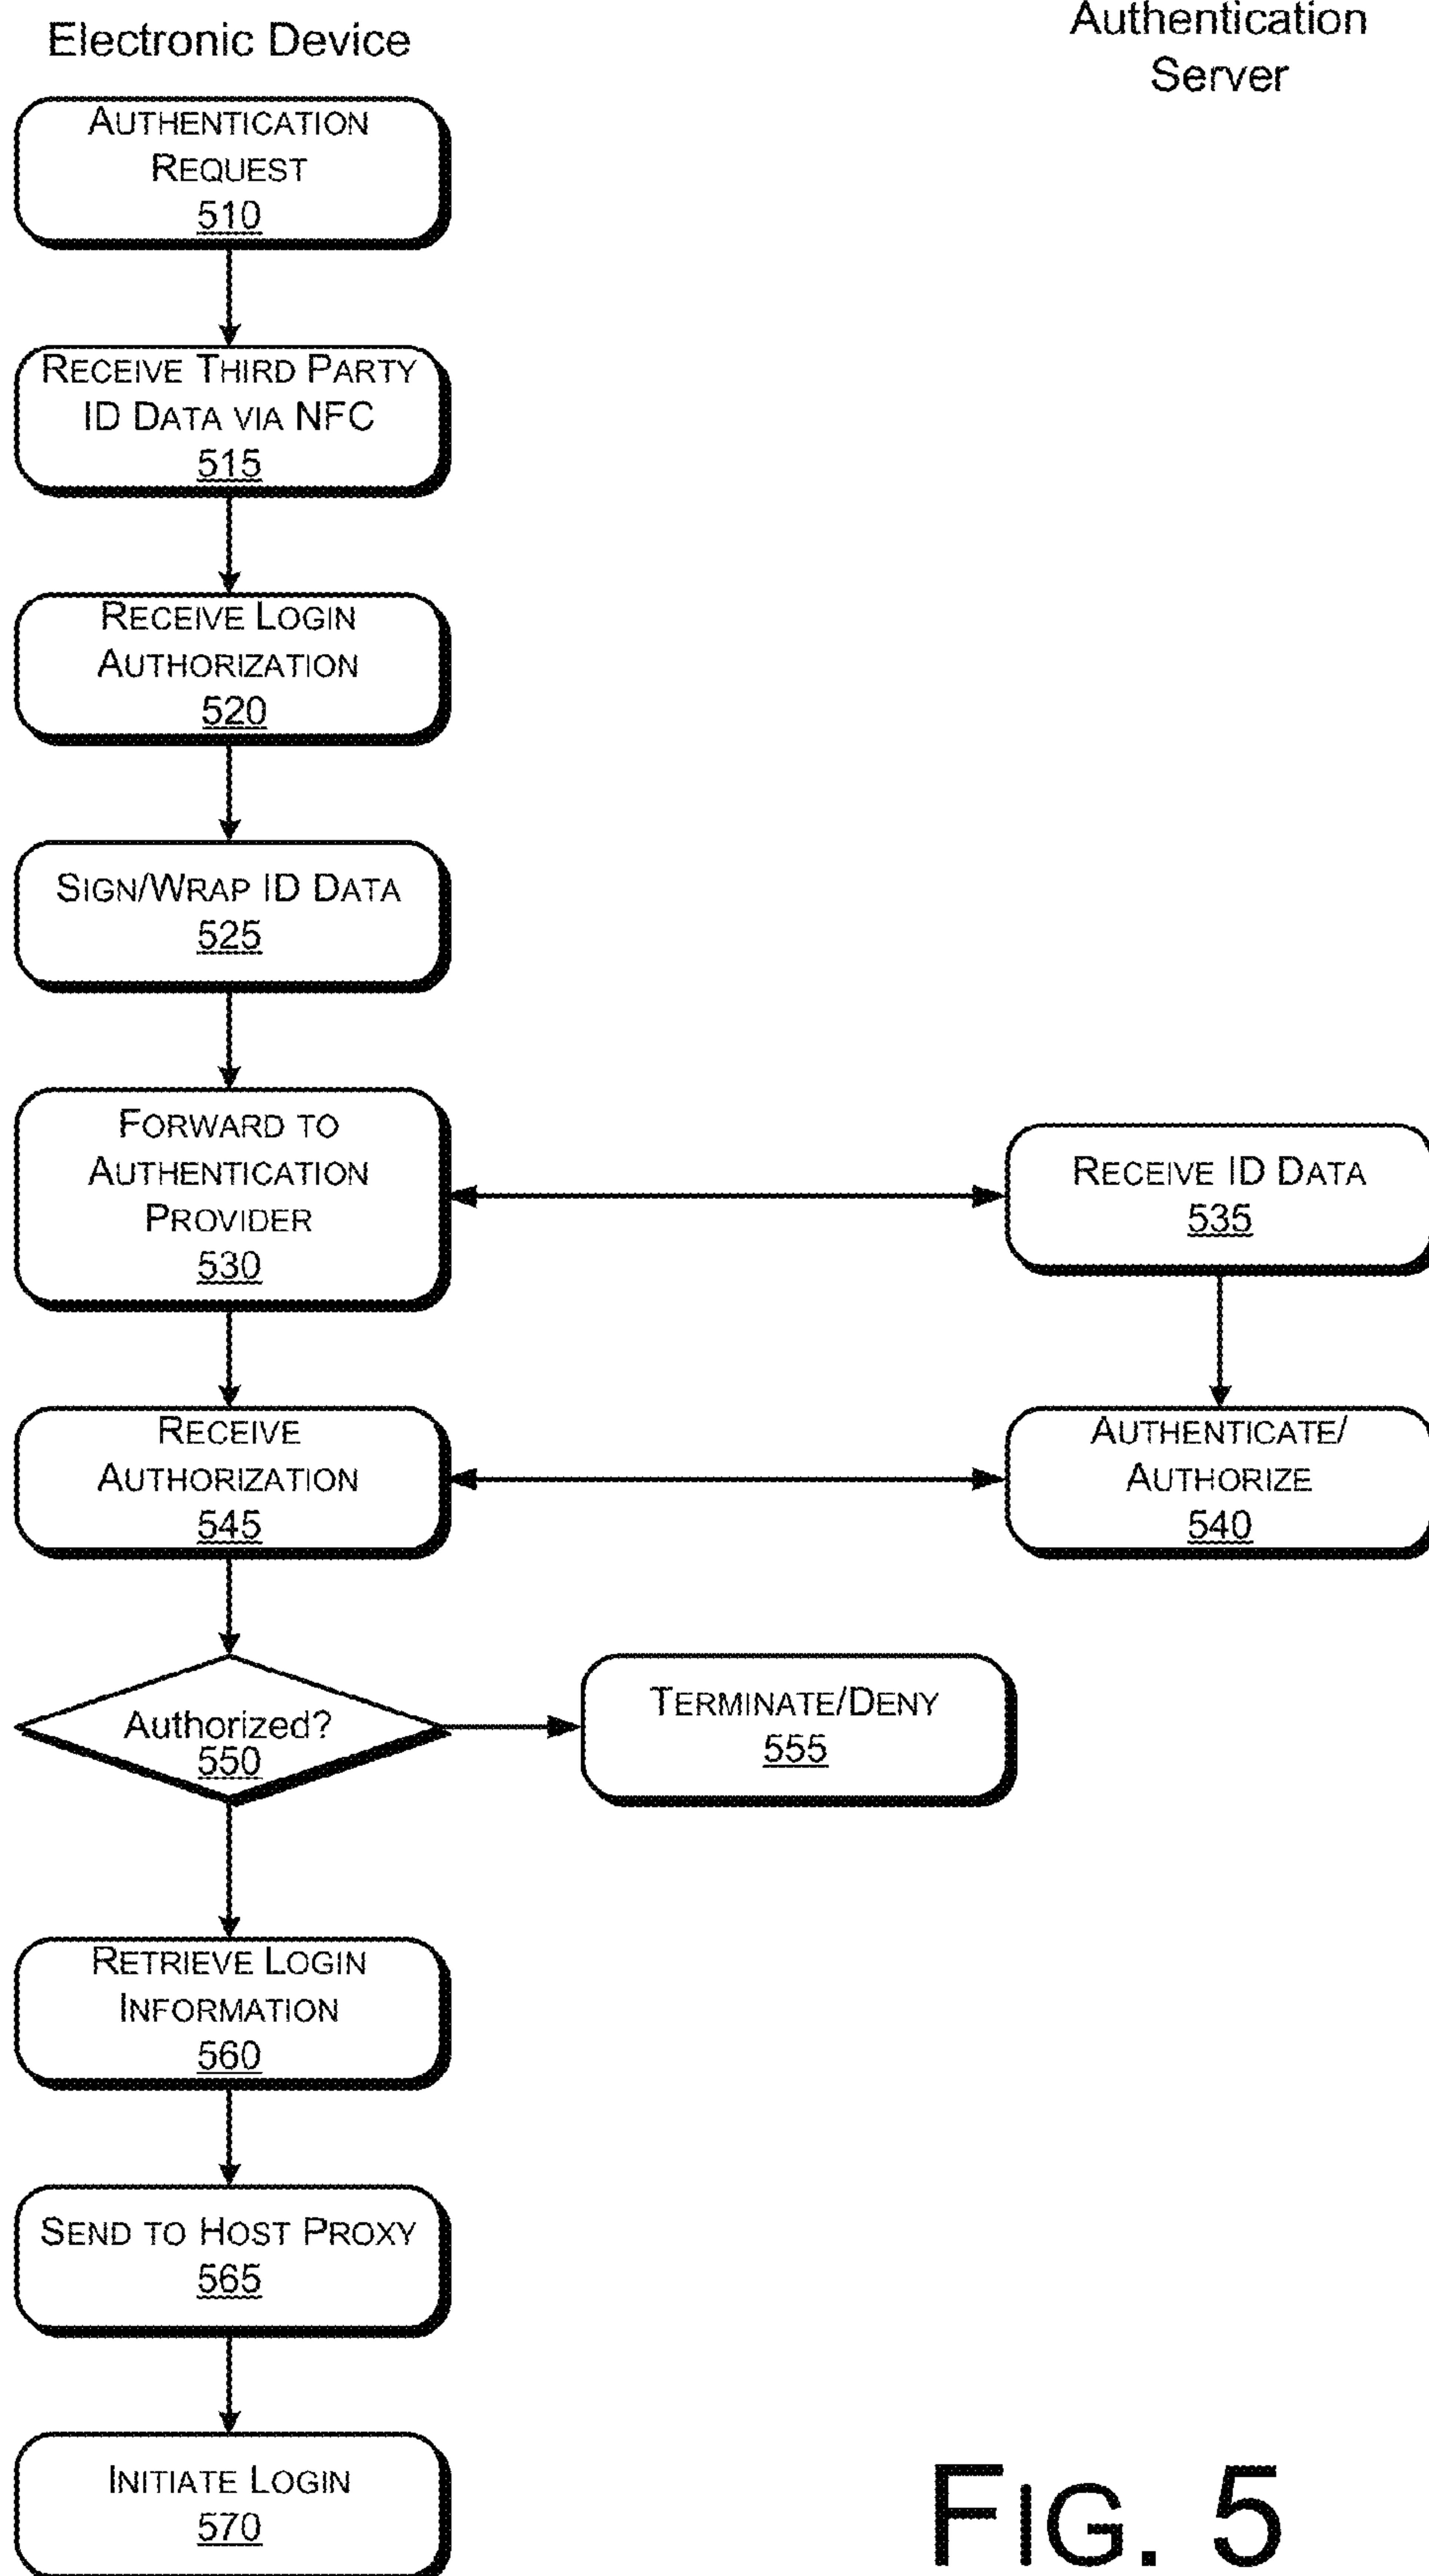 Electronic Device
Authentication
Server
AUTHENTICATION
REQUEST
510
RECEIVE THIRD PARTY
ID DATA VIA NFC
515
RECEIVE LOGIN
AUTHORIZATION
520
SIGN/WRAP ID DATA
525
FORWARD TO
AUTHENTICATION
PROVIDER
530
RECEIVE ID DATA
535
RECEIVE
AUTHORIZATION
545
AUTHENTICATE/
AUTHORIZE
540
Authorized?
550
TERMINATE/DENY
555
RETRIEVE LOGIN
INFORMATION
560
SEND TO HOST PROXY
565
INITIATE LOGIN
570
FIG. 5